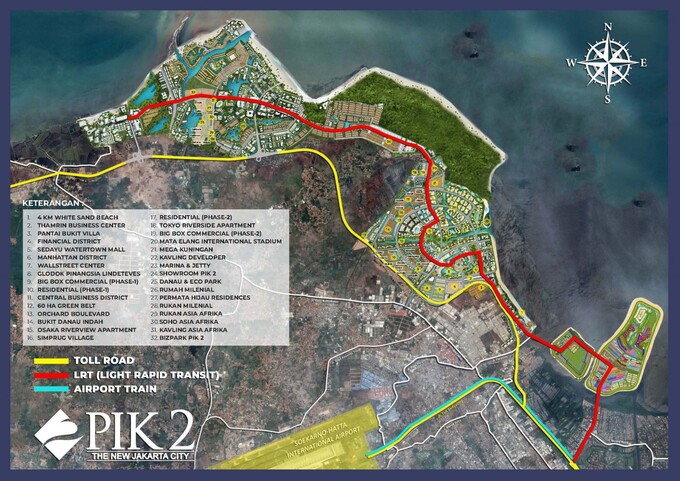 N
W E
S
KETERANGAN :
1. 4 KM WHITE SAND BEACH
2. THAMRIN BUSINESS CENTER
3. PANTAI BUKIT VILLA
4. FINANCIAL DISTRICT
5. SEDAYU WATERTOWN MALL
6. MANHATTAN DISTRICT
7. WALLSTREET CENTER
8. GLODOK PINANGSIA LINDETEVES
9. BIG BOX COMMERCIAL (PHASE-1)
10. RESIDENTIAL (PHASE-1)
11. CENTRAL BUSINESS DISTRICT
12. 60 HA GREEN BELT
13. ORCHARD BOULEVARD
14. BUKIT DANAU INDAH
15. OSAKA RIVERVIEW APARTMENT
16. SIMPRUG VILLAGE
17. RESIDENTIAL (PHASE-2)
18. TOKYO RIVERSIDE APARTMENT
19. BIG BOX COMMERCIAL (PHASE-2)
20. MATA ELANG INTERNATIONAL STADIUM
21. MEGA KUNINGAN
22. KAVLING DEVELOPER
23. MARINA & JETTY
24. SHOWROOM PIK 2
25. DANAU & ECO PARK
26. RUMAH MILENIAL
27. PERMATA HIJAU RESIDENCES
28. RUKAN MILENIAL
29. RUKAN ASIA AFRIKA
30. SOHO ASIA AFRIKA
31. KAVLING ASIA AFRIKA
32. BIZPARK PIK 2
TOLL ROAD
LRT (LIGHT RAPID TRANSIT)
AIRPORT TRAIN
SOEKARNO-HATTA
INTERNATIONAL AIRPORT
PIK 2
THE NEW JAKARTA CITY